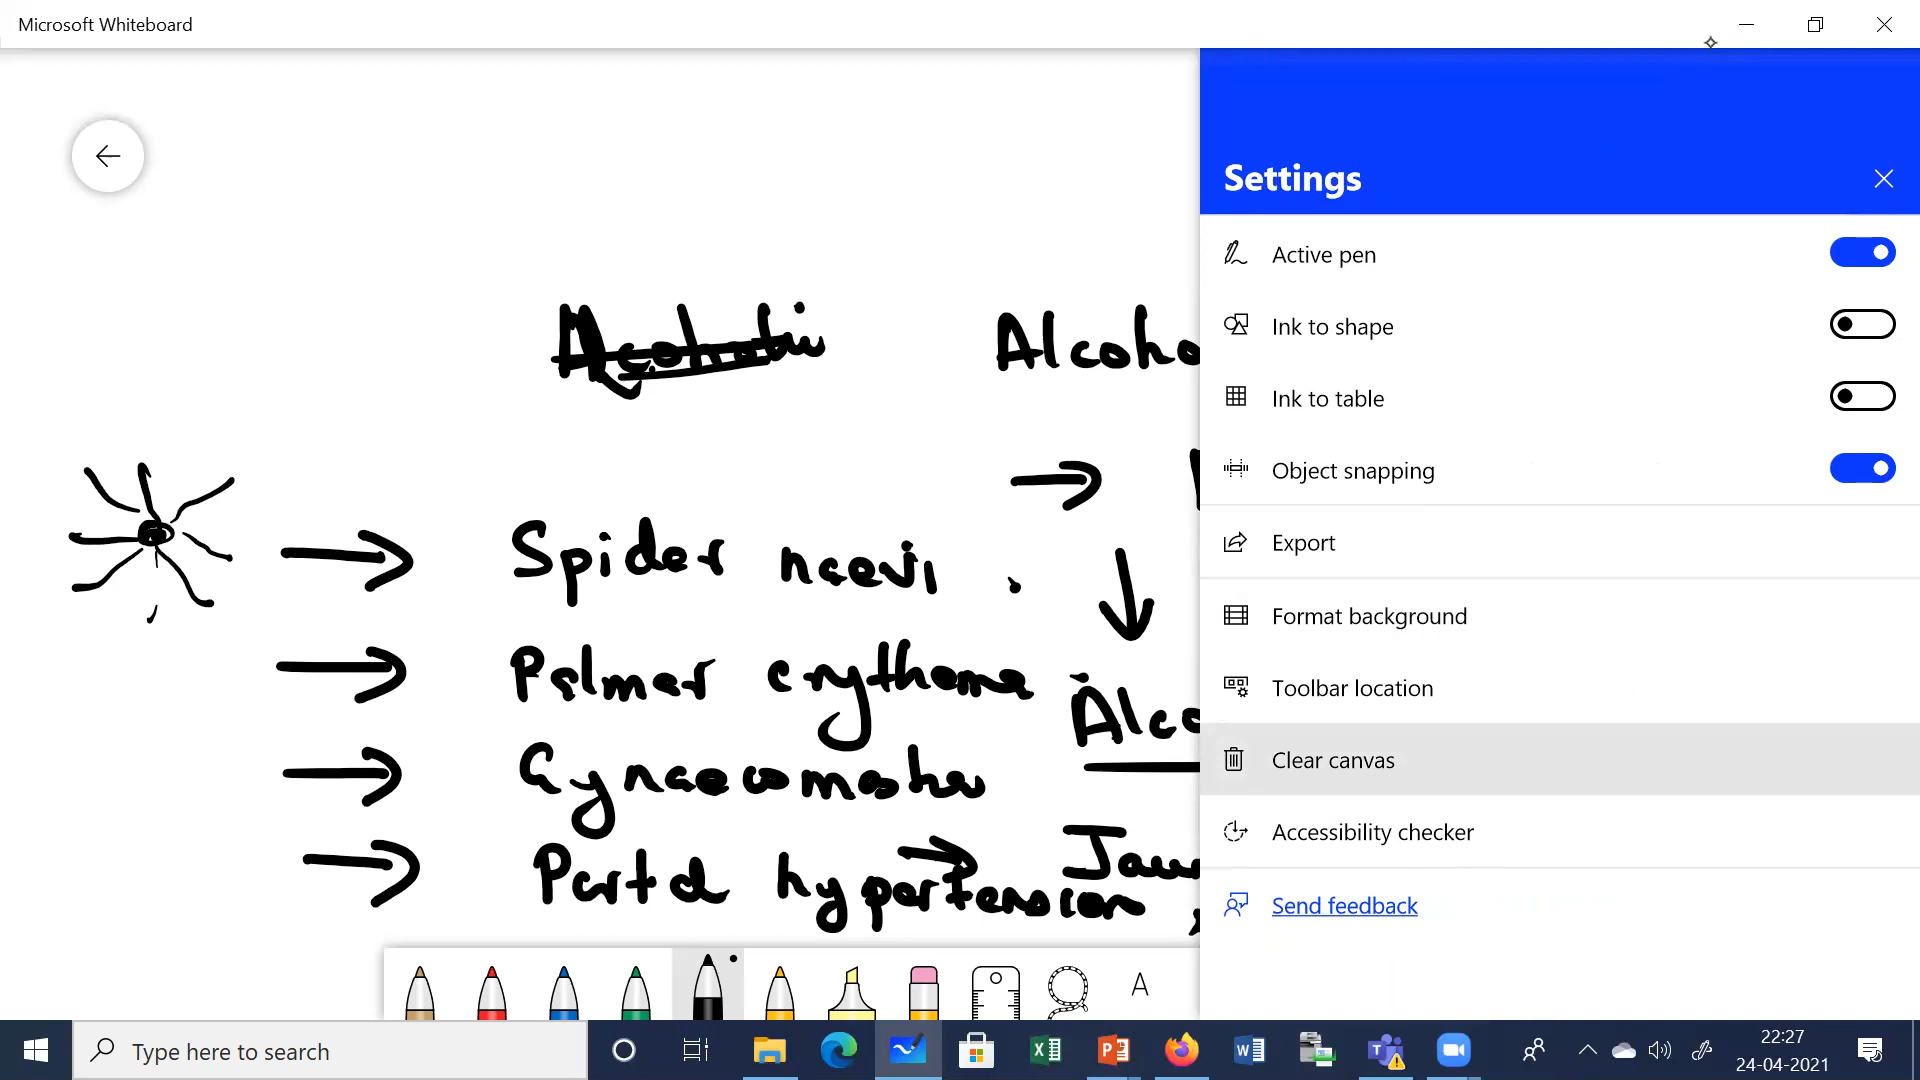 Microsoft Whiteboard
Settings
Active pen
Ink to shape
Ink to table
Object snapping
Export
Format background
Toolbar location
Clear canvas
Accessibility checker
Send feedback
Alcoho
Spider naevi .
Palmar erythema
Alco
Gynaecomastia
Jaun
Portal hypertension
A
Type here to search
22:27
24-04-2021